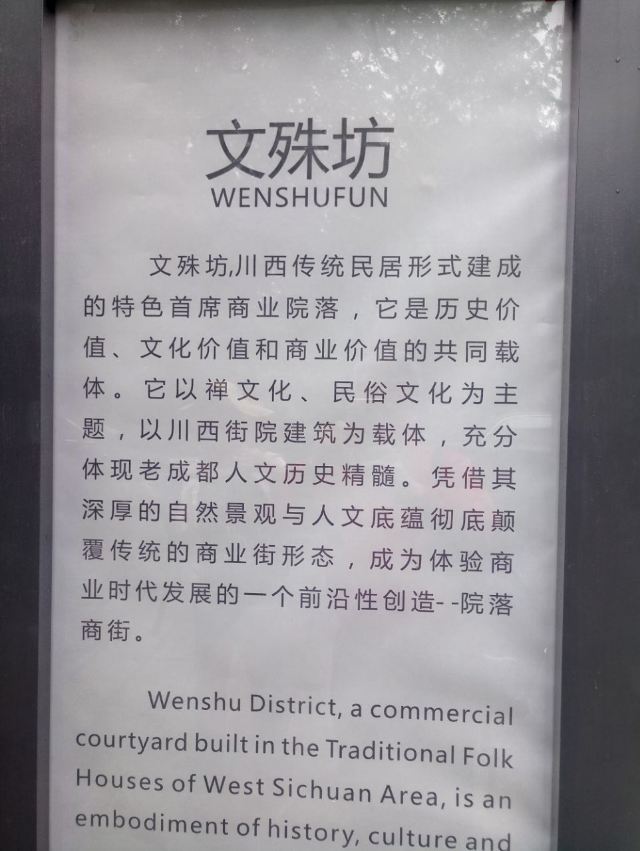 文殊坊
WENSHUFUN
文殊坊,川西传统民居形式建成
的特色首席商业院落，它是历史价
值、文化价值和商业价值的共同载
体。它以禅文化、民俗文化为主
题，以川西街院建筑为载体，充分
体现老成都人文历史精髓。凭借其
深厚的自然景观与人文底蕴彻底颠
覆传统的商业街形态，成为体验商
业时代发展的一个前沿性创造--院落
商街。
Wenshu District, a commercial
courtyard built in the Traditional Folk
Houses of West Sichuan Area, is an
embodiment of history, culture and